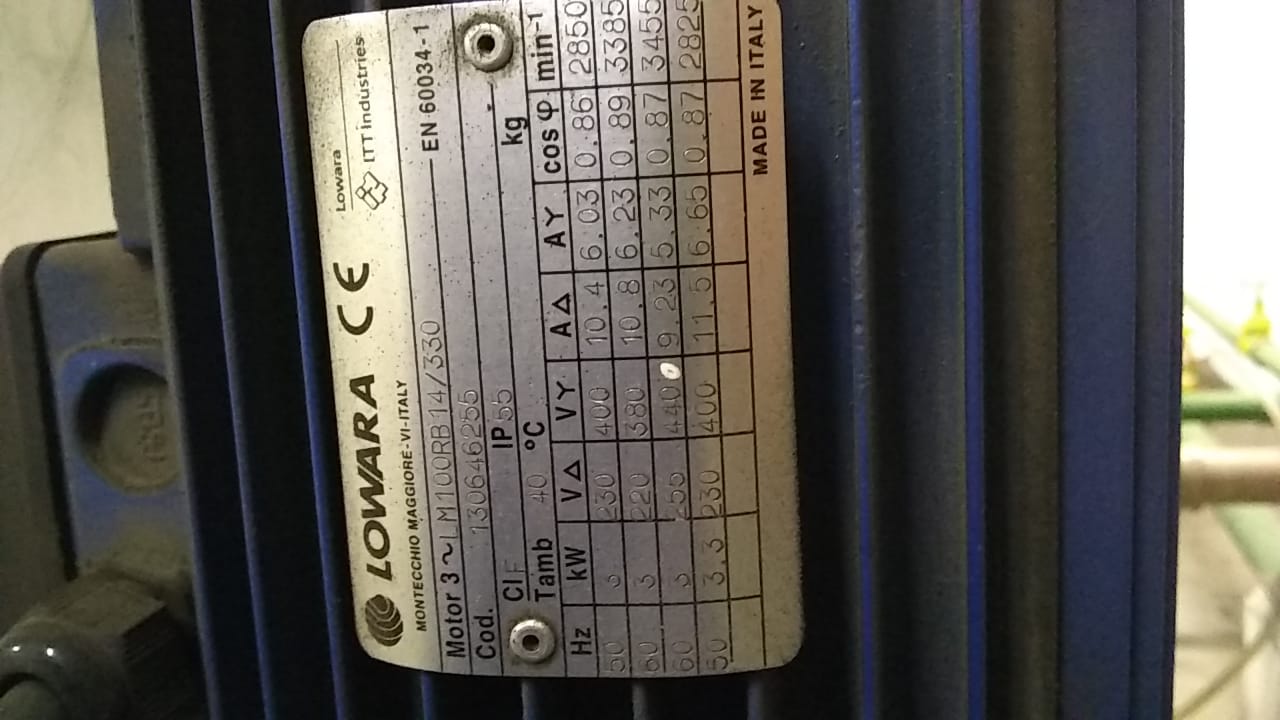 LOWARA CE
Lowara
ITT Industries
MONTECCHIO MAGGIORE-VI-ITALY
Motor 3~ LM100RB14/330 EN 60034-1
Cod. 130646255
Cl F IP 55 kg
Tamb 40 °C
Hz kW V△ VY A△ AY cos φ min-1
50 3 230 400 10.4 6.03 0.86 2850
60 3 220 380 10.8 6.23 0.89 3385
60 3 255 440 9.23 5.33 0.87 3455
50 3.3 230 400 11.5 6.65 0.87 2825
MADE IN ITALY